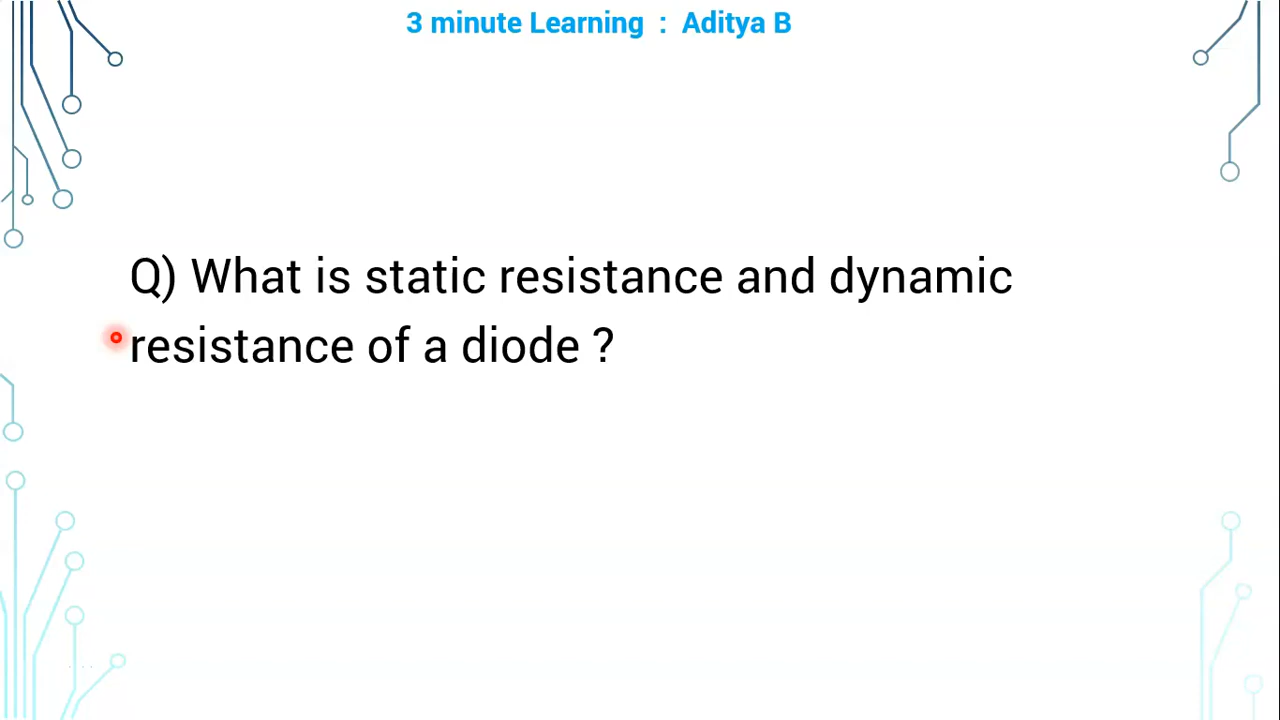 3 minute Learning : Aditya B
Q) What is static resistance and dynamic
resistance of a diode ?